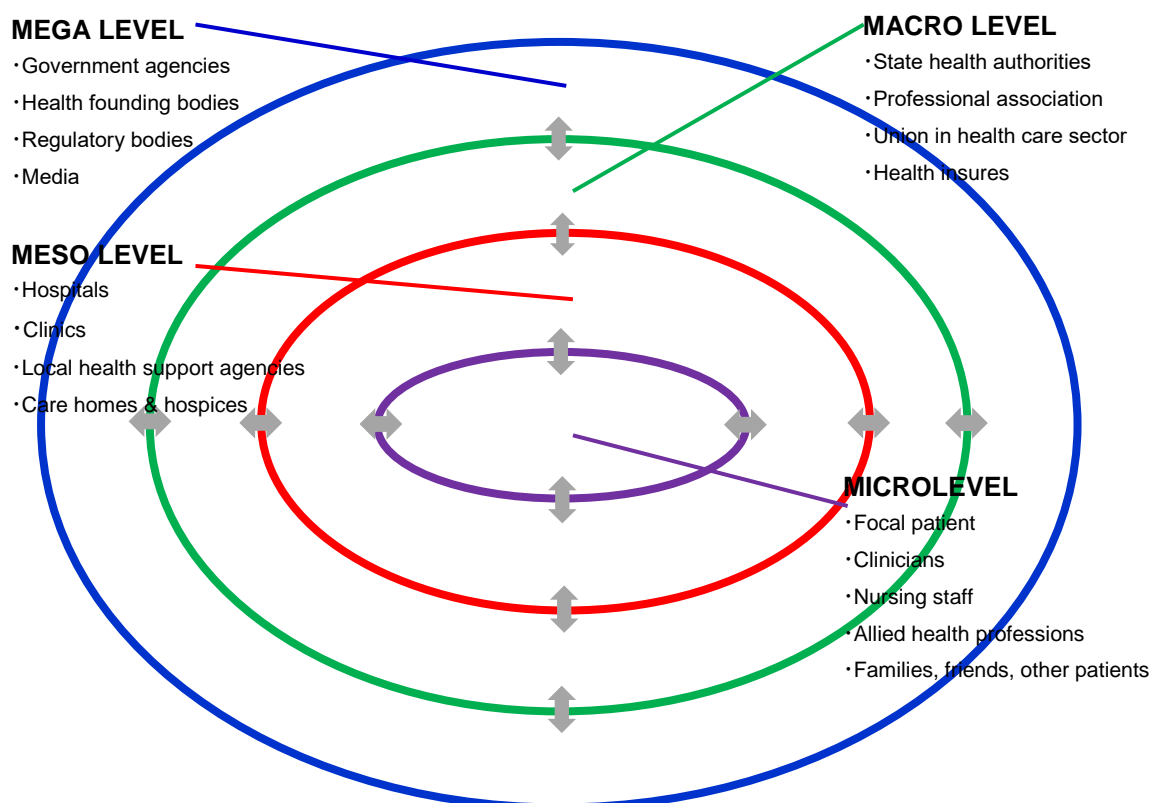 MEGA LEVEL
･Government agencies
･Health founding bodies
･Regulatory bodies
･Media
MACRO LEVEL
･State health authorities
･Professional association
･Union in health care sector
･Health insures
MESO LEVEL
･Hospitals
･Clinics
･Local health support agencies
･Care homes & hospices
MICROLEVEL
･Focal patient
･Clinicians
･Nursing staff
･Allied health professions
･Families, friends, other patients